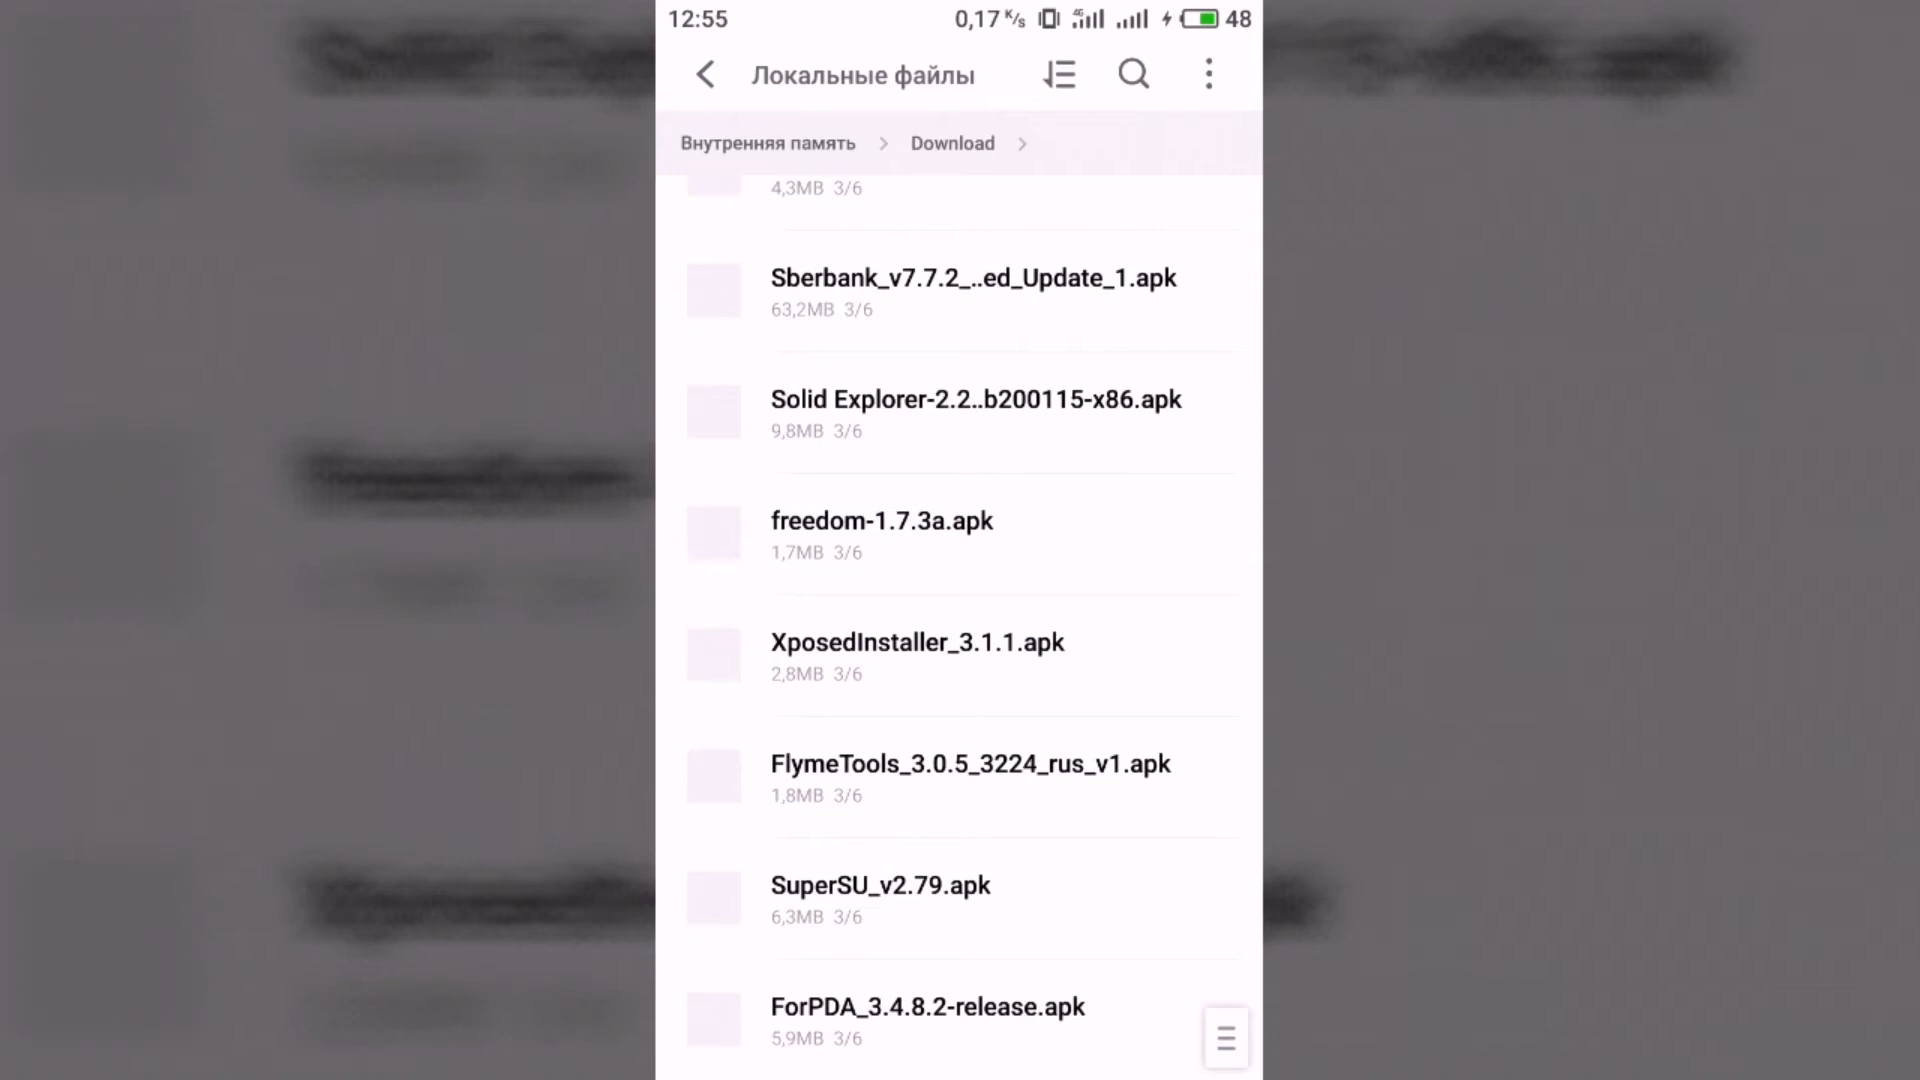 12:55 0,17 K/s 4G 48
Локальные файлы
Внутренняя память > Download >
4,3MB 3/6
Sberbank_v7.7.2_..ed_Update_1.apk
63,2MB 3/6
Solid Explorer-2.2..b200115-x86.apk
9,8MB 3/6
freedom-1.7.3a.apk
1,7MB 3/6
XposedInstaller_3.1.1.apk
2,8MB 3/6
FlymeTools_3.0.5_3224_rus_v1.apk
1,8MB 3/6
SuperSU_v2.79.apk
6,3MB 3/6
ForPDA_3.4.8.2-release.apk
5,9MB 3/6